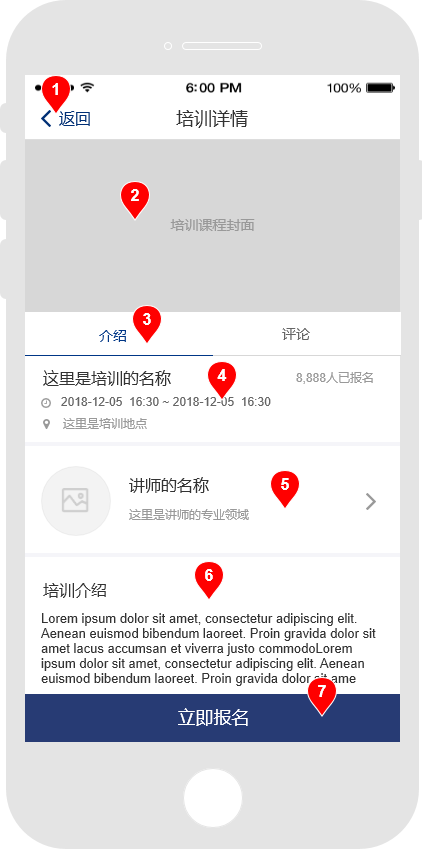 1
6:00 PM
100%
返回
培训详情
2
培训课程封面
3
介绍
评论
4
这里是培训的名称
8,888人已报名
2018-12-05 16:30 ~ 2018-12-05 16:30
这里是培训地点
5
讲师的名称
这里是讲师的专业领域
6
培训介绍
Lorem ipsum dolor sit amet, consectetur adipiscing elit.
Aenean euismod bibendum laoreet. Proin gravida dolor sit
amet lacus accumsan et viverra justo commodoLorem
ipsum dolor sit amet, consectetur adipiscing elit. Aenean
euismod bibendum laoreet. Proin gravida dolor sit ame
7
立即报名